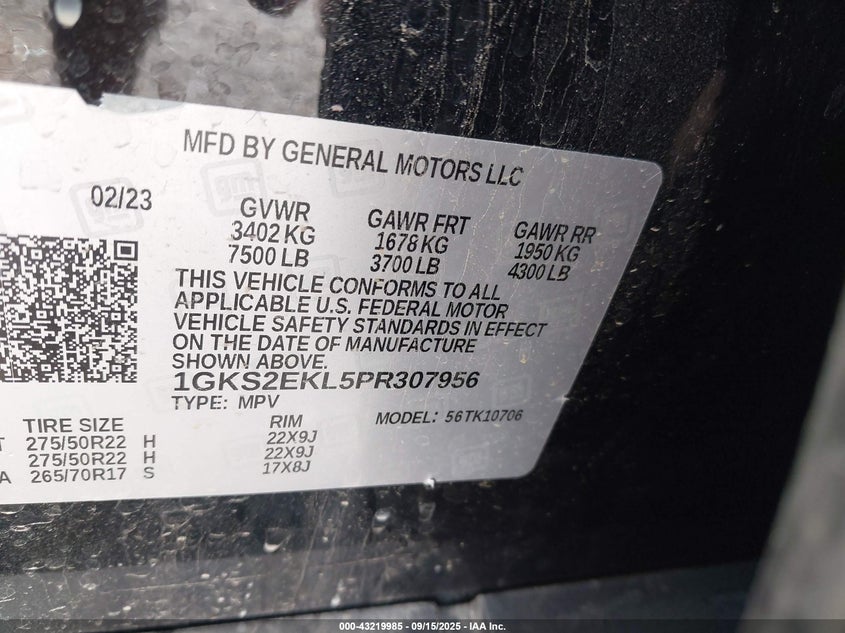 MFD BY GENERAL MOTORS LLC
02/23
GVWR GAWR FRT GAWR RR
3402 KG 1678 KG 1950 KG
7500 LB 3700 LB 4300 LB
THIS VEHICLE CONFORMS TO ALL
APPLICABLE U.S. FEDERAL MOTOR
VEHICLE SAFETY STANDARDS IN EFFECT
ON THE DATE OF MANUFACTURE
SHOWN ABOVE.
1GKS2EKL5PR307956
TYPE: MPV MODEL: 56TK10706
TIRE SIZE RIM
T 275/50R22 H 22X9J
275/50R22 H 22X9J
A 265/70R17 S 17X8J
000-43219985 - 09/15/2025 - IAA Inc.